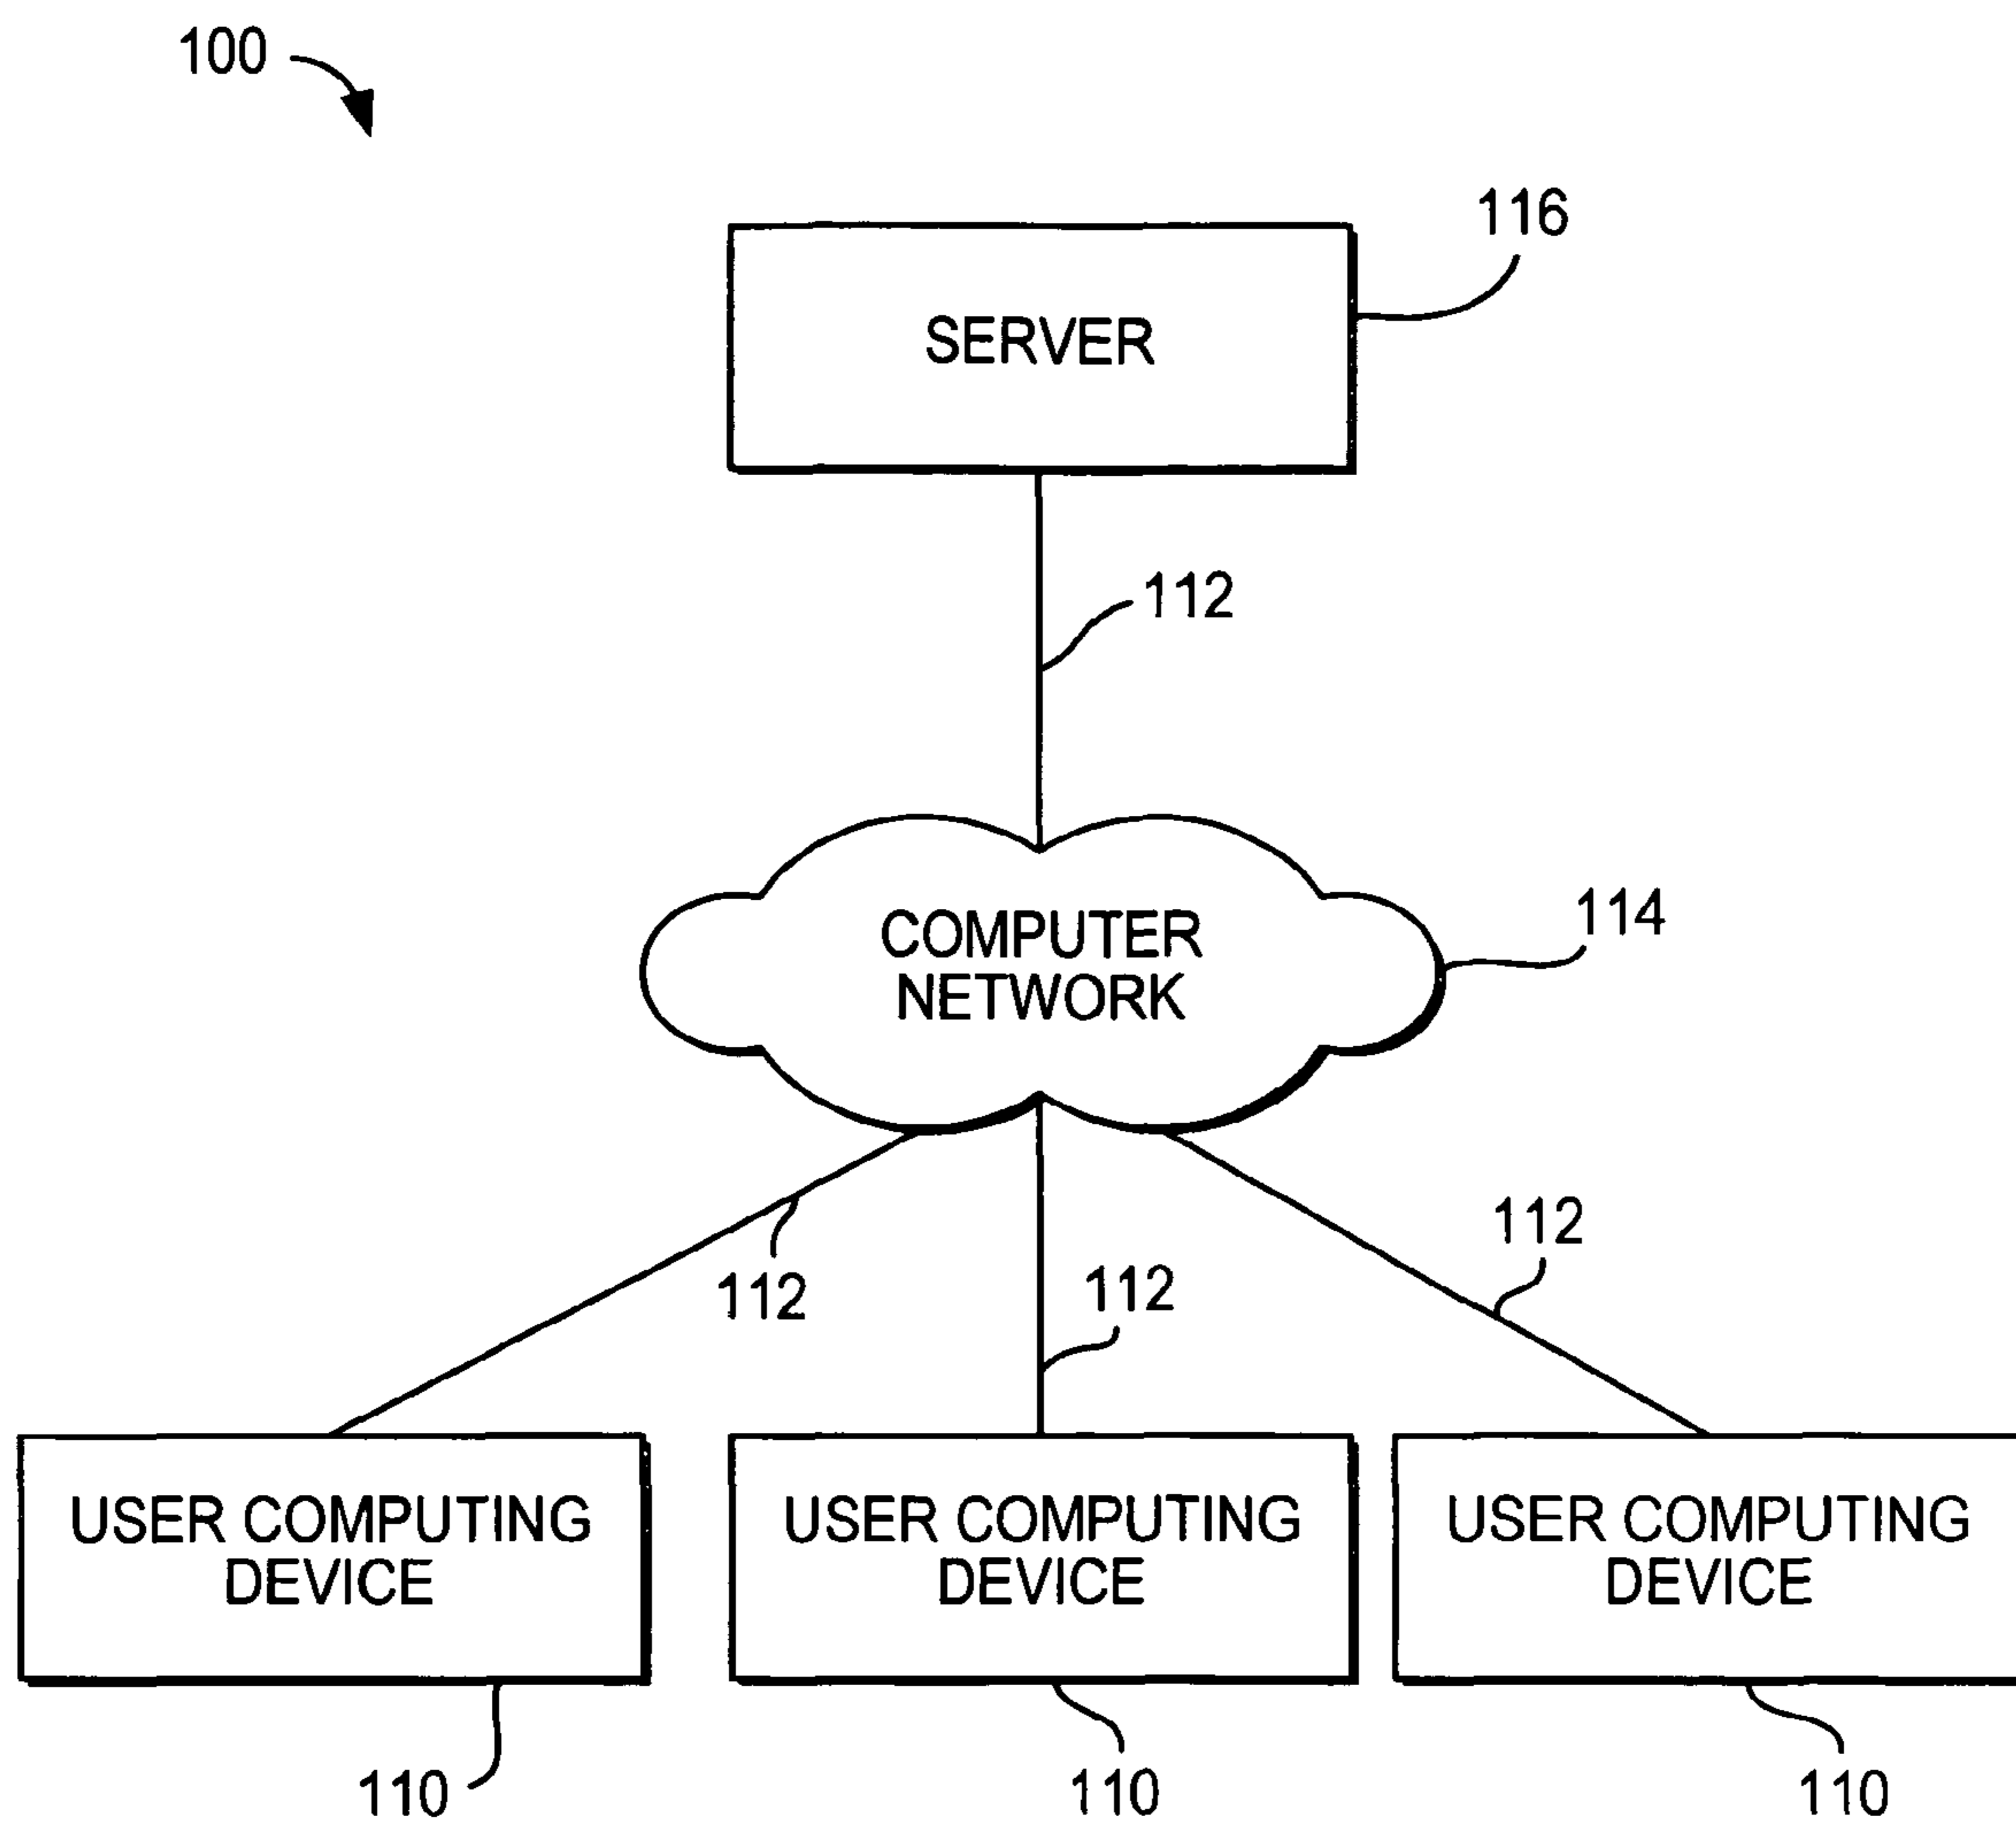 100
116
SERVER
112
COMPUTER
NETWORK
114
112
112
112
USER COMPUTING
DEVICE
USER COMPUTING
DEVICE
USER COMPUTING
DEVICE
110
110
110